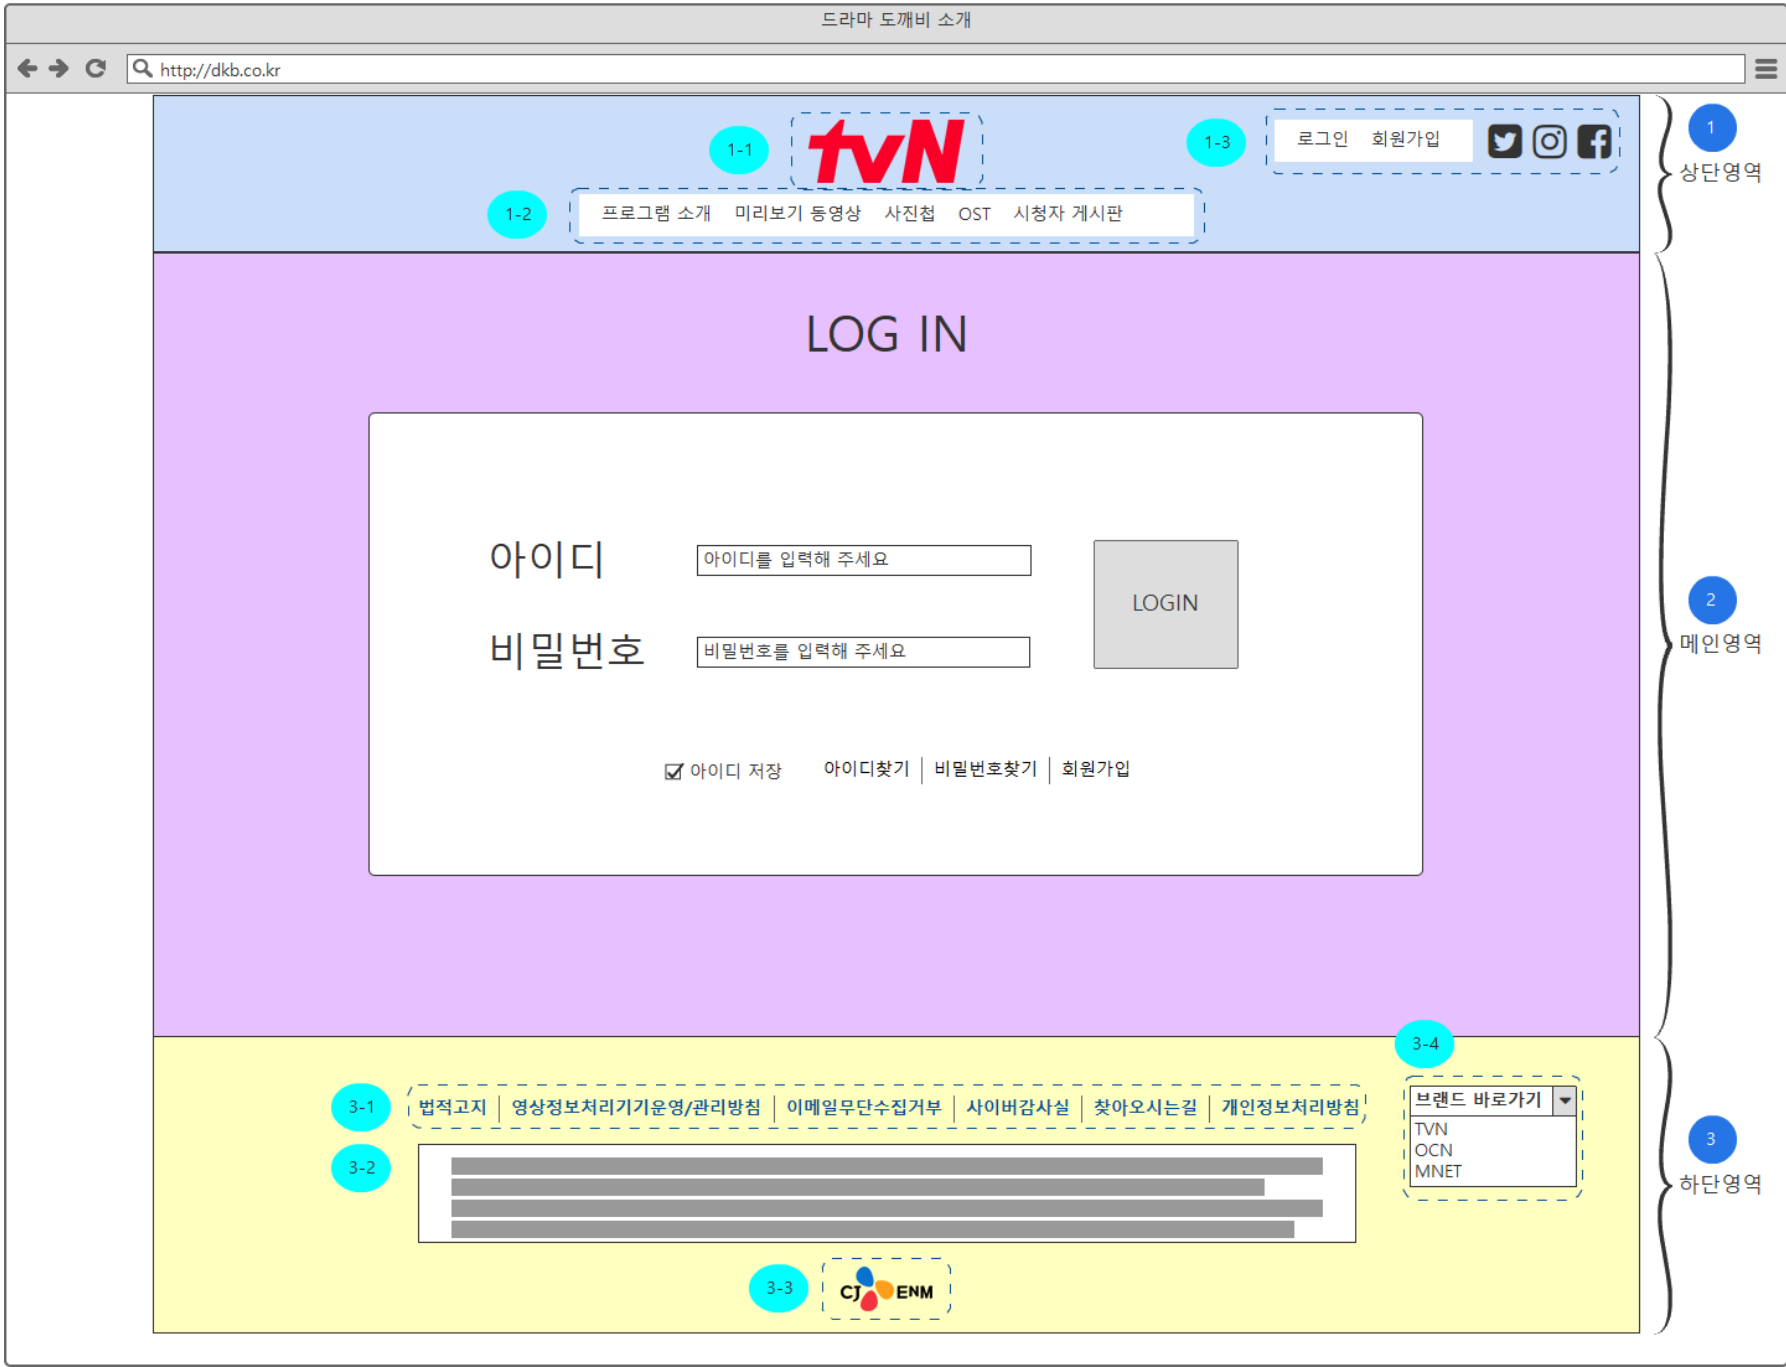 드라마 도깨비 소개
http://dkb.co.kr
1-1
tvN
1-3
로그인 회원가입
1
상단영역
1-2
프로그램 소개 미리보기 동영상 사진첩 OST 시청자 게시판
LOG IN
아이디
아이디를 입력해 주세요
LOGIN
비밀번호
비밀번호를 입력해 주세요
2
메인영역
아이디 저장 아이디찾기 비밀번호찾기 회원가입
3-4
3-1
법적고지 영상정보처리기기운영/관리방침 이메일무단수집거부 사이버감사실 찾아오시는길 개인정보처리방침
브랜드 바로가기
TVN
OCN
MNET
3
하단영역
3-2
3-3
CJ ENM